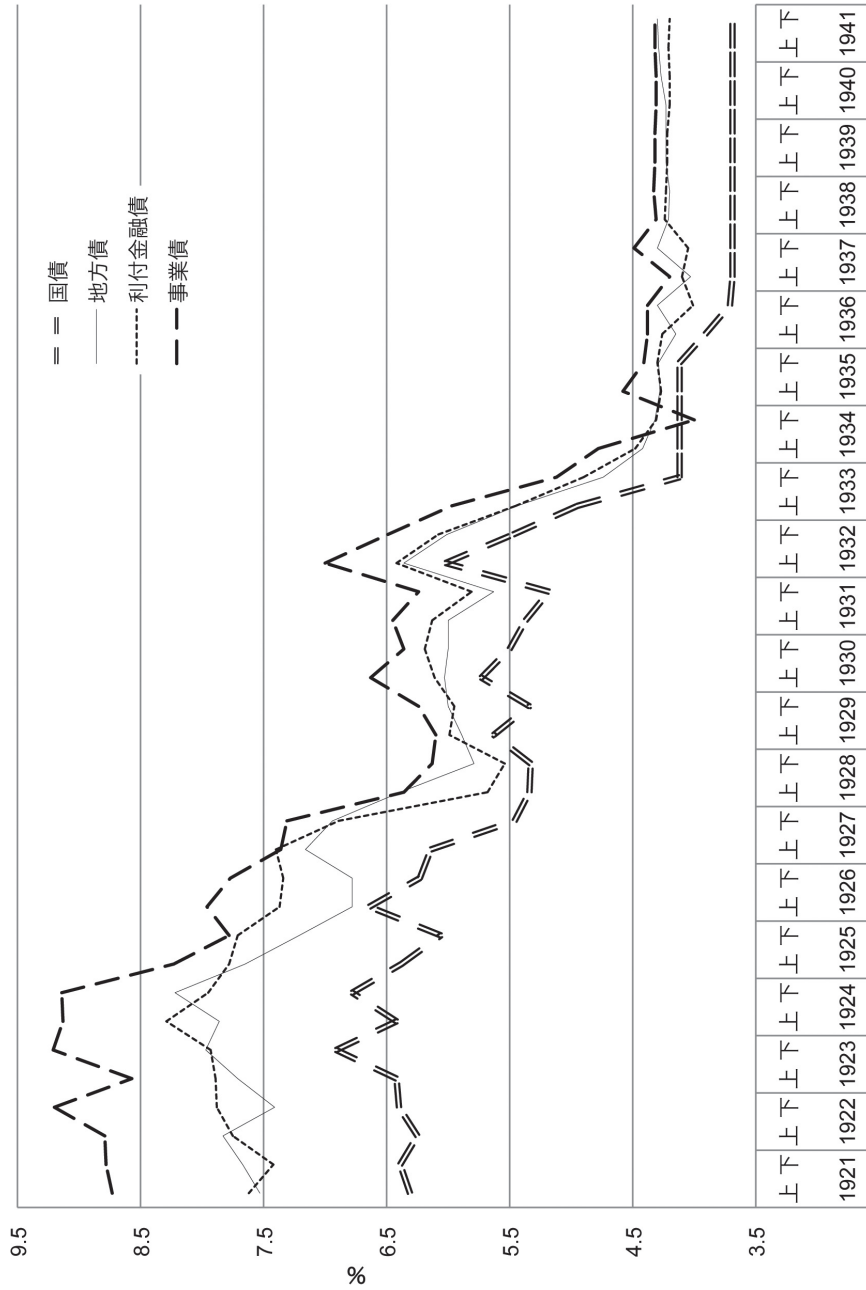 9.5
8.5
7.5
6.5
5.5
4.5
3.5
%
国債
地方債
利付金融債
事業債
上 下 上 下 上 下 上 下 上 下 上 下 上 下 上 下 上 下 上 下 上 下 上 下 上 下 上 下 上 下 上 下 上 下 上 下 上 下 上 下 上 下
1921 1922 1923 1924 1925 1926 1927 1928 1929 1930 1931 1932 1933 1934 1935 1936 1937 1938 1939 1940 1941